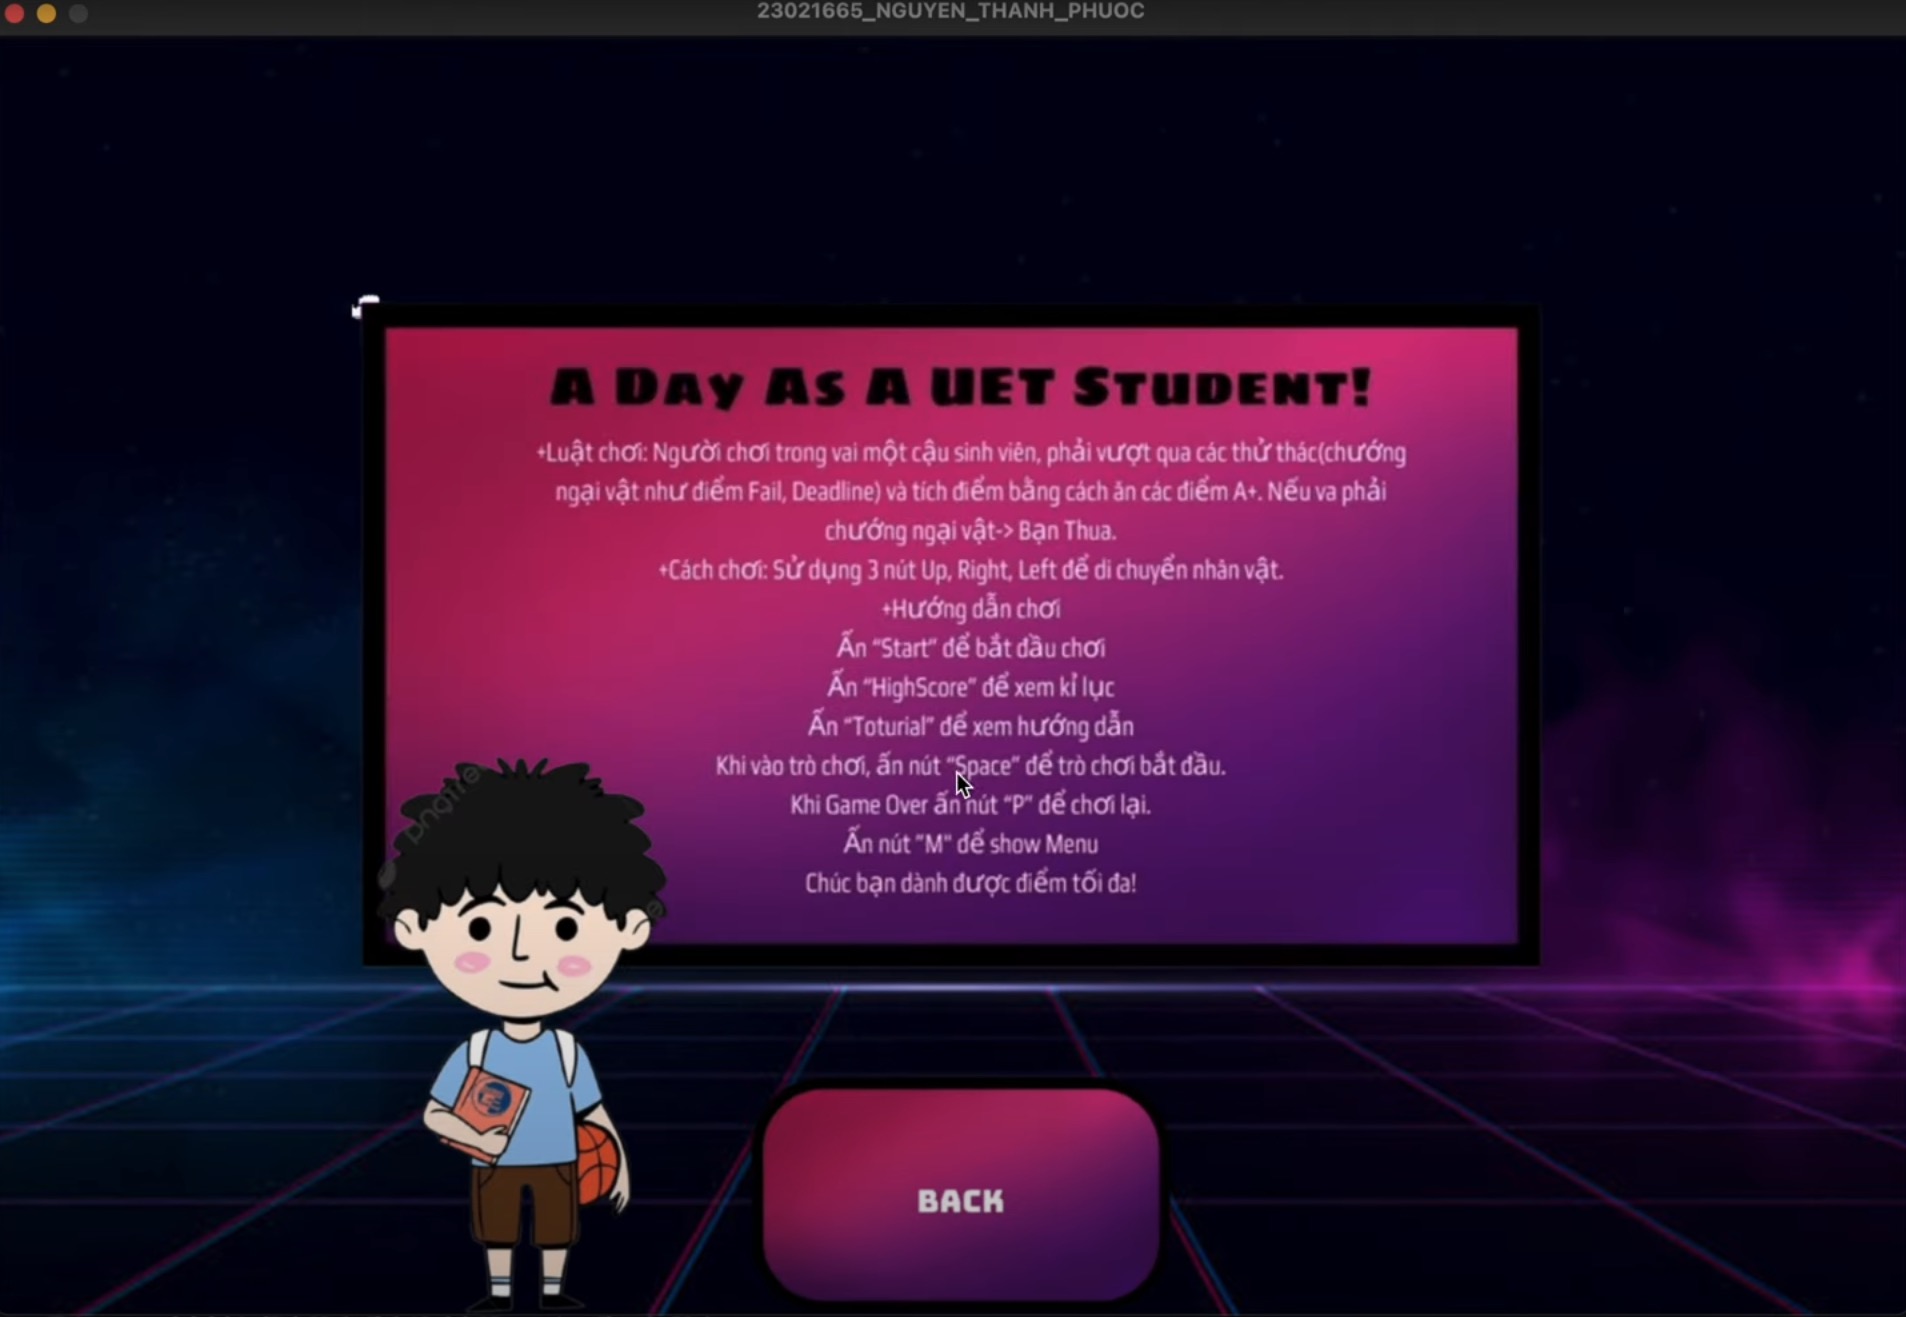 23021665_NGUYEN_THANH_PHUOC
A Day As A UET Student!
+Luật chơi: Người chơi trong vai một cậu sinh viên, phải vượt qua các thử thác(chướng
ngại vật như điểm Fail, Deadline) và tích điểm bằng cách ăn các điểm A+. Nếu va phải
chướng ngại vật-> Bạn Thua.
+Cách chơi: Sử dụng 3 nút Up, Right, Left để di chuyển nhân vật.
+Hướng dẫn chơi
Ấn “Start” để bắt đầu chơi
Ấn “HighScore” để xem kỉ lục
Ấn “Toturial” để xem hướng dẫn
Khi vào trò chơi, ấn nút “Space” để trò chơi bắt đầu.
Khi Game Over ấn nút “P” để chơi lại.
Ấn nút "M" để show Menu
Chúc bạn dành được điểm tối đa!
BACK